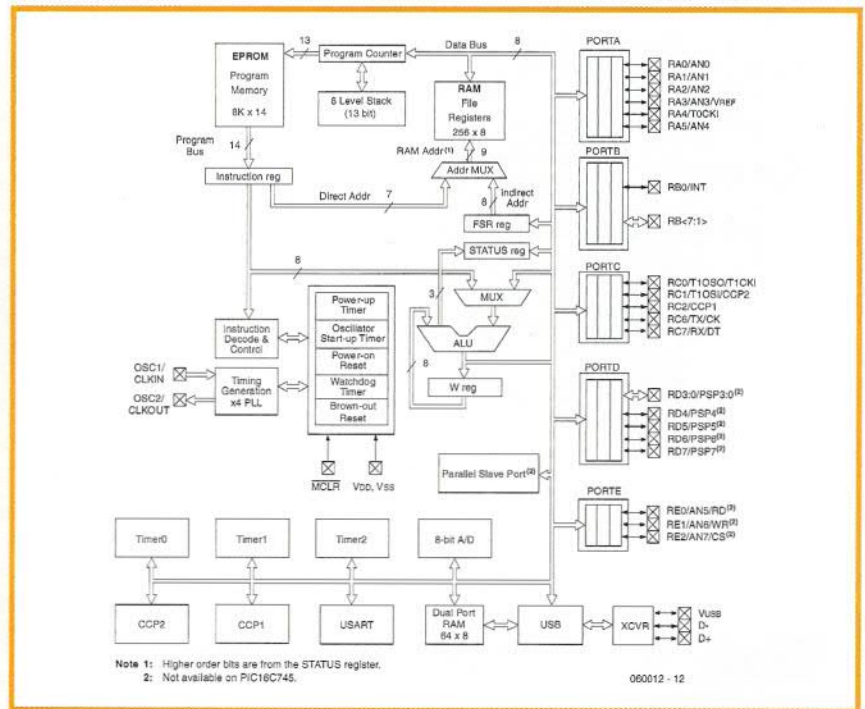 EPROM
Program
Memory
8K x 14
13
Program Counter
8 Level Stack
(13 bit)
Data Bus
8
RAM
File
Registers
256 x 8
RAM Addr(1)
9
Addr MUX
Program
Bus
14
Instruction reg
Direct Addr
7
8
Indirect
Addr
FSR reg
STATUS reg
8
3
MUX
ALU
8
W reg
Instruction
Decode &
Control
Power-up
Timer
Oscillator
Start-up Timer
Power-on
Reset
Watchdog
Timer
Brown-out
Reset
OSC1/
CLKIN
OSC2/
CLKOUT
Timing
Generation
x4 PLL
MCLR
VDD, VSS
Parallel Slave Port(2)
PORTA
RA0/AN0
RA1/AN1
RA2/AN2
RA3/AN3/VREF
RA4/T0CKI
RA5/AN4
PORTB
RB0/INT
RB<7:1>
PORTC
RC0/T1OSO/T1CKI
RC1/T1OSI/CCP2
RC2/CCP1
RC6/TX/CK
RC7/RX/DT
PORTD
RD3:0/PSP3:0(2)
RD4/PSP4(2)
RD5/PSP5(2)
RD6/PSP6(2)
RD7/PSP7(2)
PORTE
RE0/AN5/RD(2)
RE1/AN6/WR(2)
RE2/AN7/CS(2)
Timer0
Timer1
Timer2
8-bit A/D
CCP2
CCP1
USART
Dual Port
RAM
64 x 8
USB
XCVR
VUSB
D-
D+
Note 1: Higher order bits are from the STATUS register.
2: Not available on PIC16C745.
060012 - 12